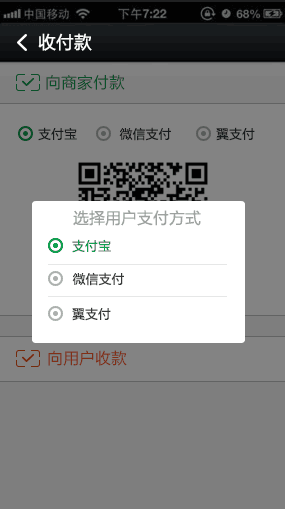 中国移动 下午7:22 68%
收付款
向商家付款
支付宝 微信支付 翼支付
选择用户支付方式
支付宝
微信支付
翼支付
向用户收款